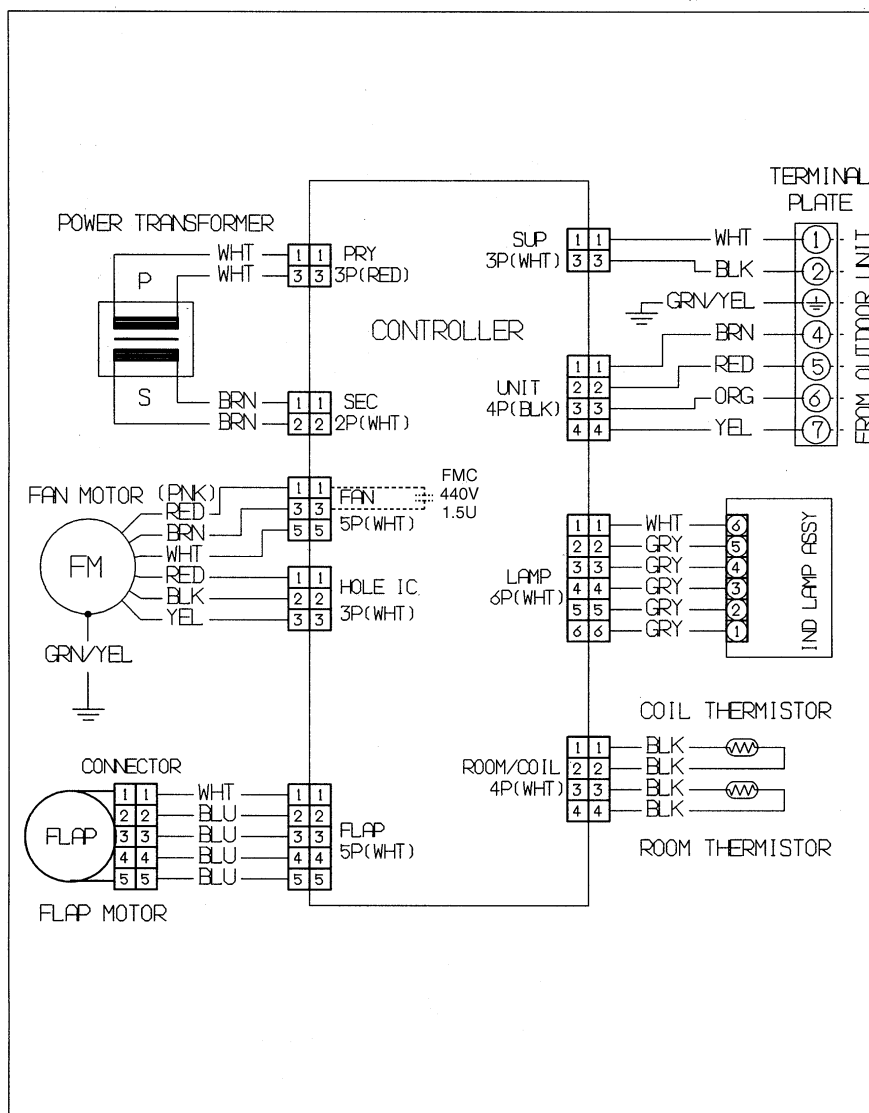 TERMINAL
PLATE
POWER TRANSFORMER
WHT 1 1 PRY
WHT 3 3 3P(RED)
P
S
BRN 1 1 SEC
BRN 2 2 2P(WHT)
CONTROLLER
SUP 1 1 WHT 1
3P(WHT) 3 3 BLK 2
GRN/YEL
UNIT 1 1 BRN 4
4P(BLK) 2 2 RED 5
3 3 ORG 6
4 4 YEL 7
FROM OUTDOOR UNIT
FAN MOTOR (PNK)
RED 1 1 FAN
BRN 3 3 5P(WHT)
WHT 5 5
FMC
440V
1.5U
FM
RED 1 1 HOLE IC
BLK 2 2 3P(WHT)
YEL 3 3
GRN/YEL
LAMP
6P(WHT)
1 1 WHT 6
2 2 GRY 5
3 3 GRY 4
4 4 GRY 3
5 5 GRY 2
6 6 GRY 1
IND LAMP ASSY
COIL THERMISTOR
ROOM/COIL
4P(WHT)
1 1 BLK
2 2 BLK
3 3 BLK
4 4 BLK
ROOM THERMISTOR
CONNECTOR
FLAP
1 1 WHT 1 1
2 2 BLU 2 2
3 3 BLU 3 3
4 4 BLU 4 4
5 5 BLU 5 5
FLAP
5P(WHT)
FLAP MOTOR